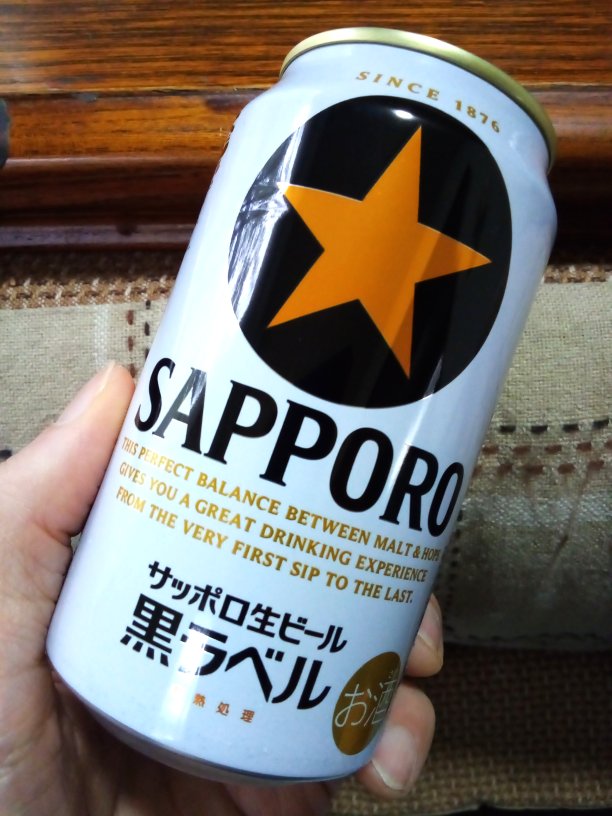 SINCE 1876
SAPPORO
THIS PERFECT BALANCE BETWEEN MALT & HOPS
GIVES YOU A GREAT DRINKING EXPERIENCE
FROM THE VERY FIRST SIP TO THE LAST.
サッポロ生ビール
黒ラベル
熱処理
お酒